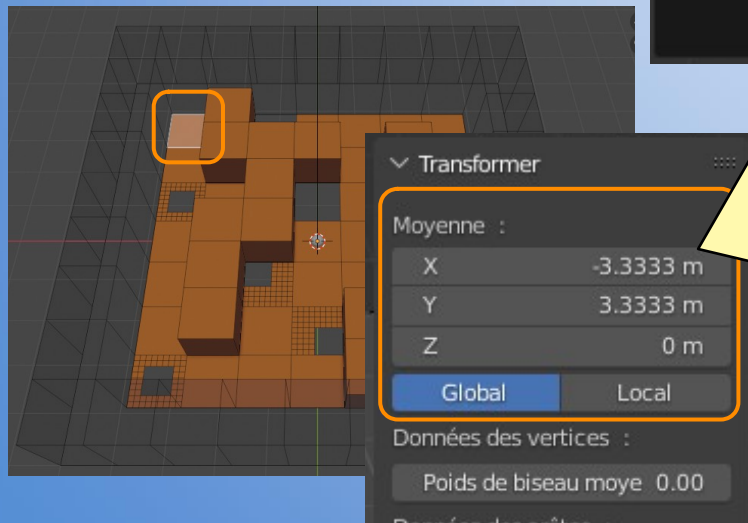 Transformer
Moyenne :
X -3.3333 m
Y 3.3333 m
Z 0 m
Global Local
Données des vertices :
Poids de biseau moye 0.00